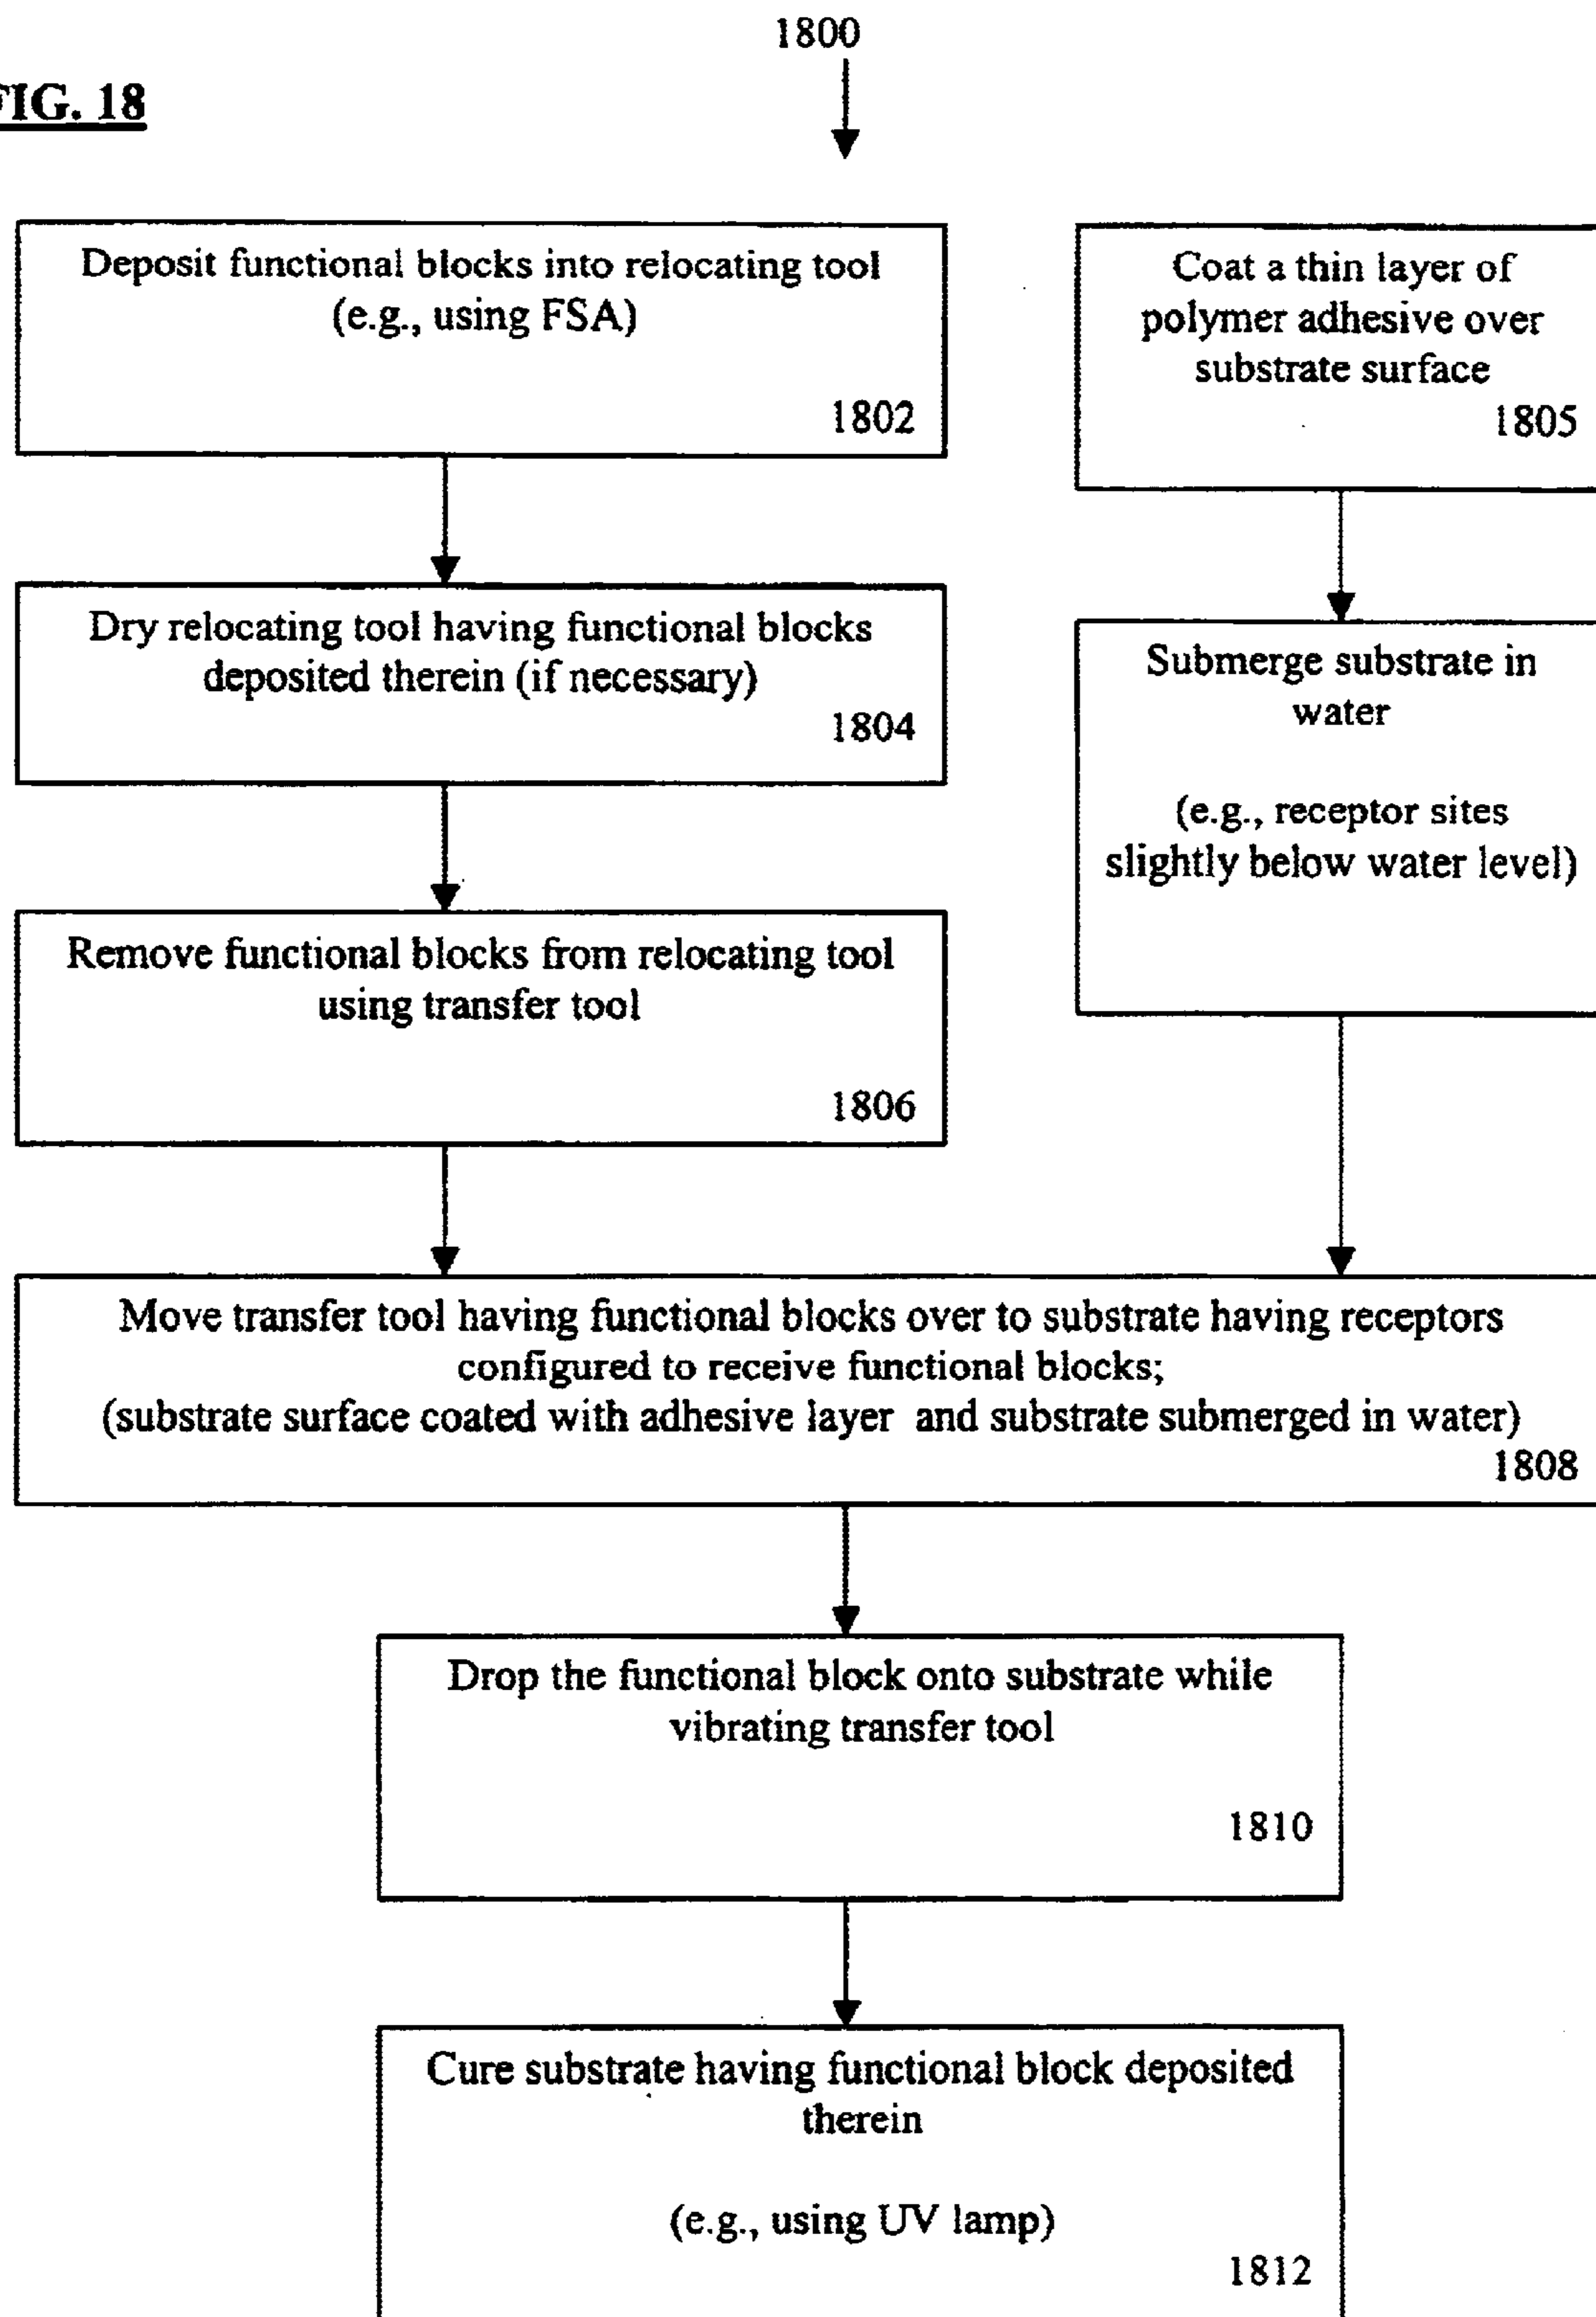 1800
FIG. 18
Deposit functional blocks into relocating tool
(e.g., using FSA)
1802
Dry relocating tool having functional blocks
deposited therein (if necessary)
1804
Remove functional blocks from relocating tool
using transfer tool
1806
Coat a thin layer of
polymer adhesive over
substrate surface
1805
Submerge substrate in
water
(e.g., receptor sites
slightly below water level)
Move transfer tool having functional blocks over to substrate having receptors
configured to receive functional blocks;
(substrate surface coated with adhesive layer and substrate submerged in water)
1808
Drop the functional block onto substrate while
vibrating transfer tool
1810
Cure substrate having functional block deposited
therein
(e.g., using UV lamp)
1812